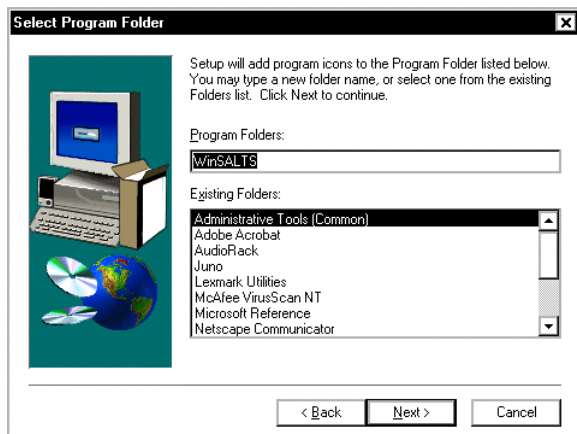 Select Program Folder
Setup will add program icons to the Program Folder listed below.
You may type a new folder name, or select one from the existing
Folders list. Click Next to continue.
Program Folders:
WinSALTS
Existing Folders:
Administrative Tools (Common)
Adobe Acrobat
AudioRack
Juno
Lexmark Utilities
McAfee VirusScan NT
Microsoft Reference
Netscape Communicator
< Back
Next >
Cancel